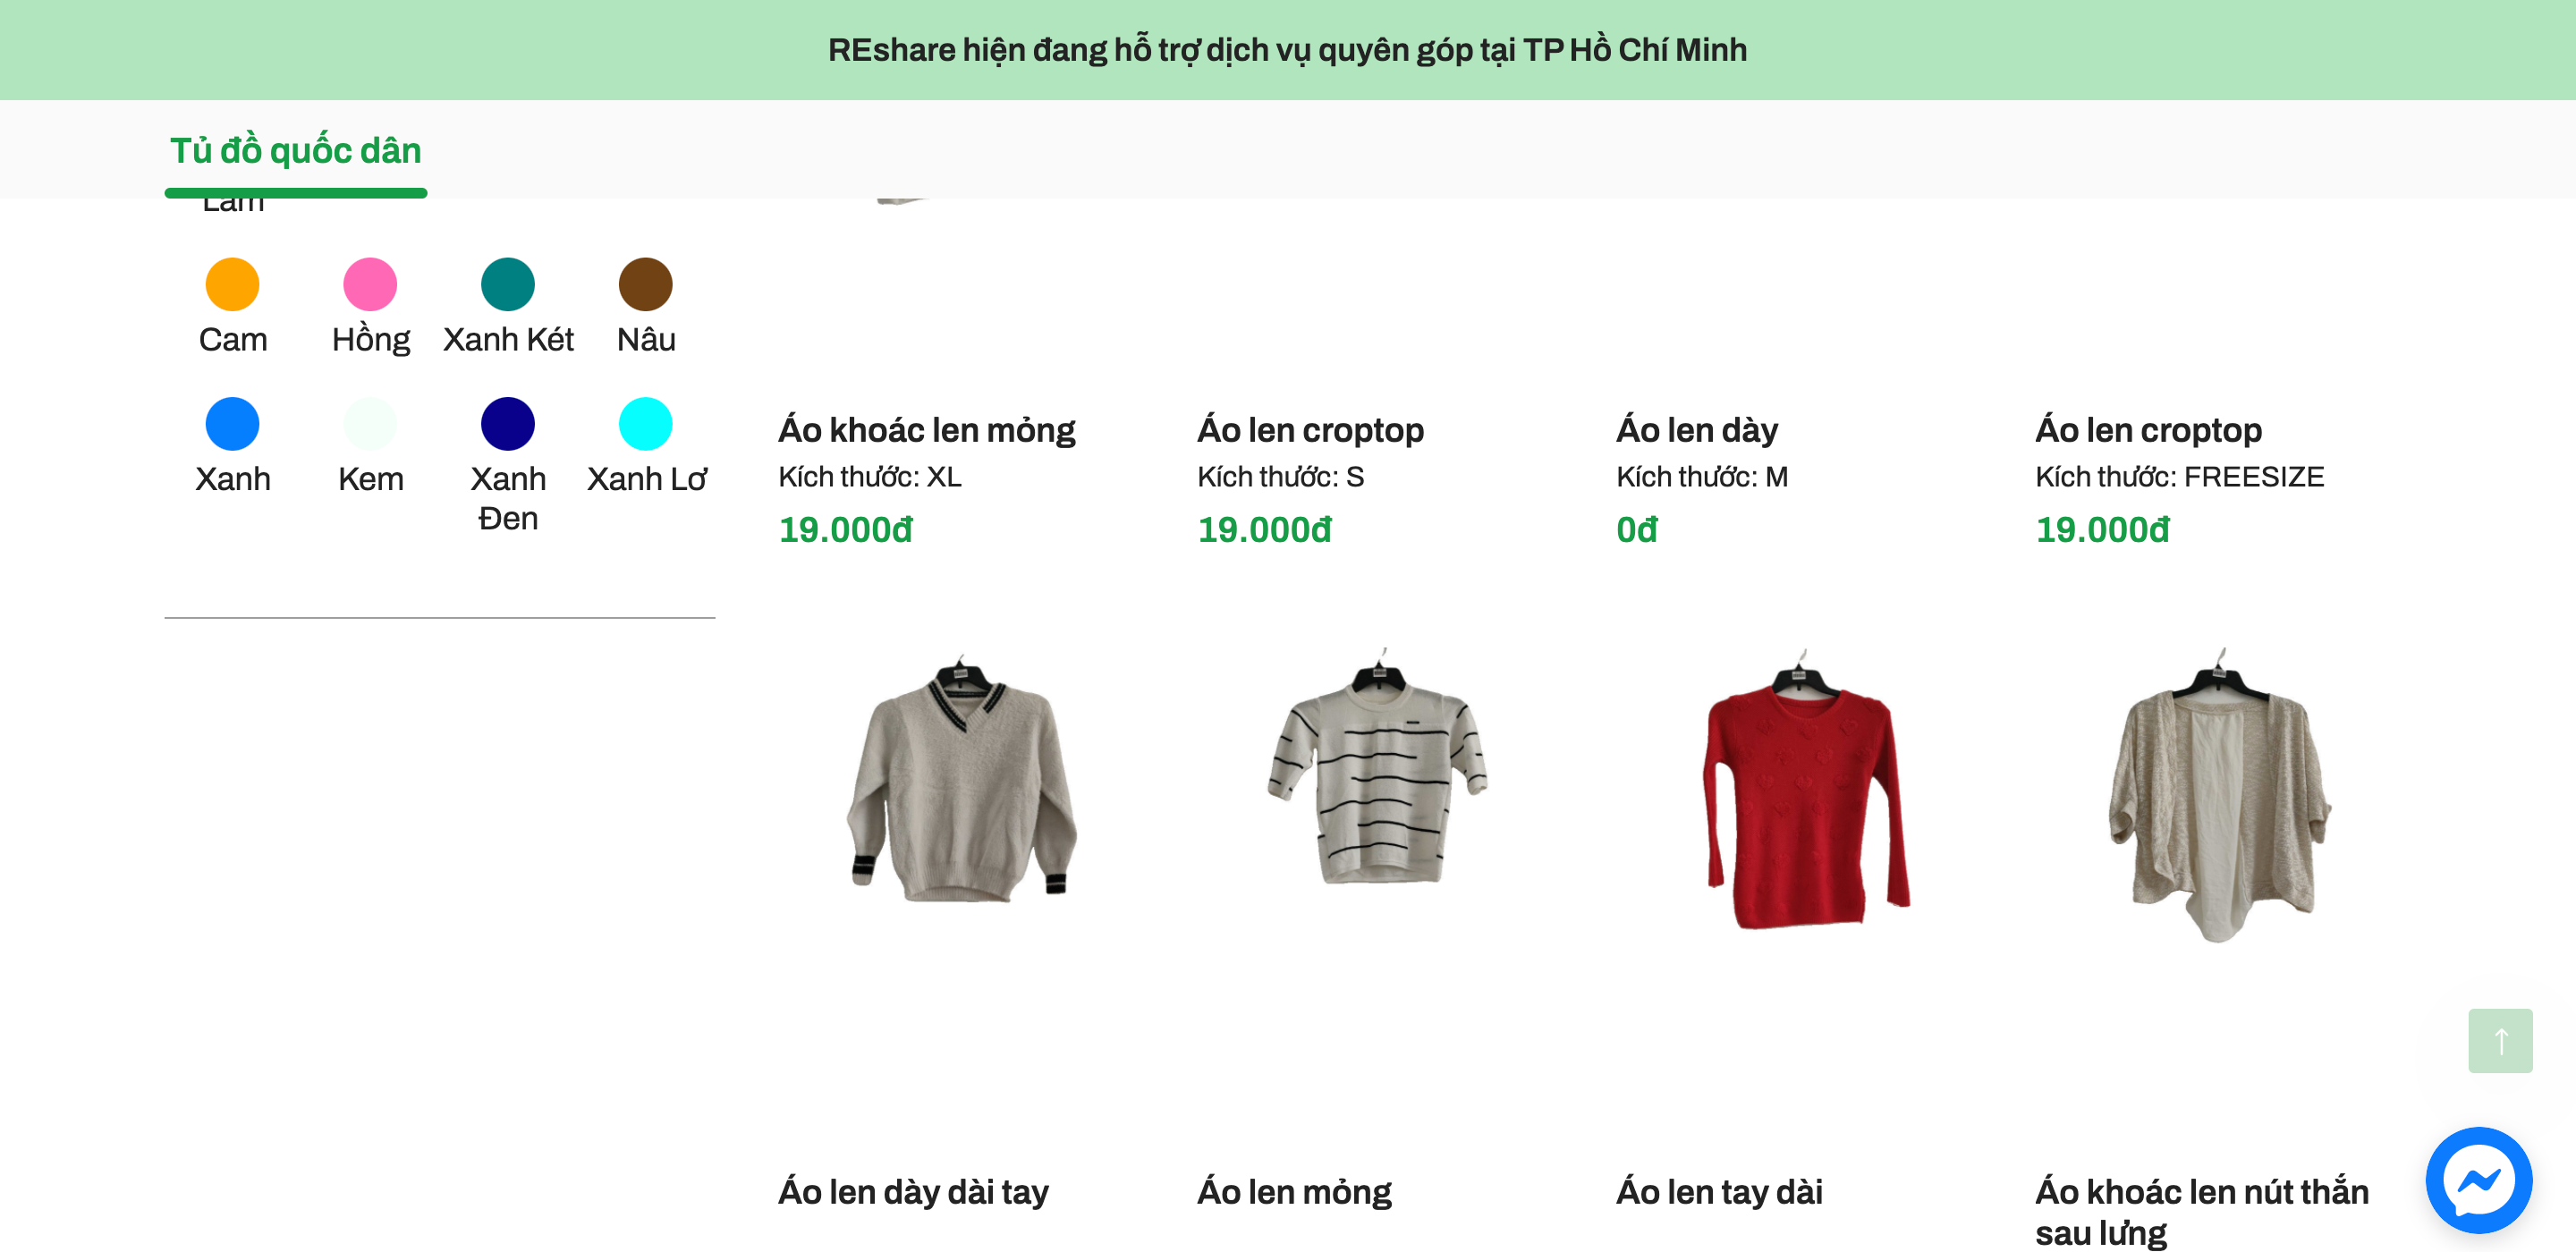 REshare hiện đang hỗ trợ dịch vụ quyên góp tại TP Hồ Chí Minh
Tủ đồ quốc dân
Lam
Cam
Hồng
Xanh Két
Nâu
Xanh
Kem
Xanh
Đen
Xanh Lơ
Áo khoác len mỏng
Kích thước: XL
19.000đ
Áo len croptop
Kích thước: S
19.000đ
Áo len dày
Kích thước: M
0đ
Áo len croptop
Kích thước: FREESIZE
19.000đ
Áo len dày dài tay
Áo len mỏng
Áo len tay dài
Áo khoác len nút thắn
sau lưng